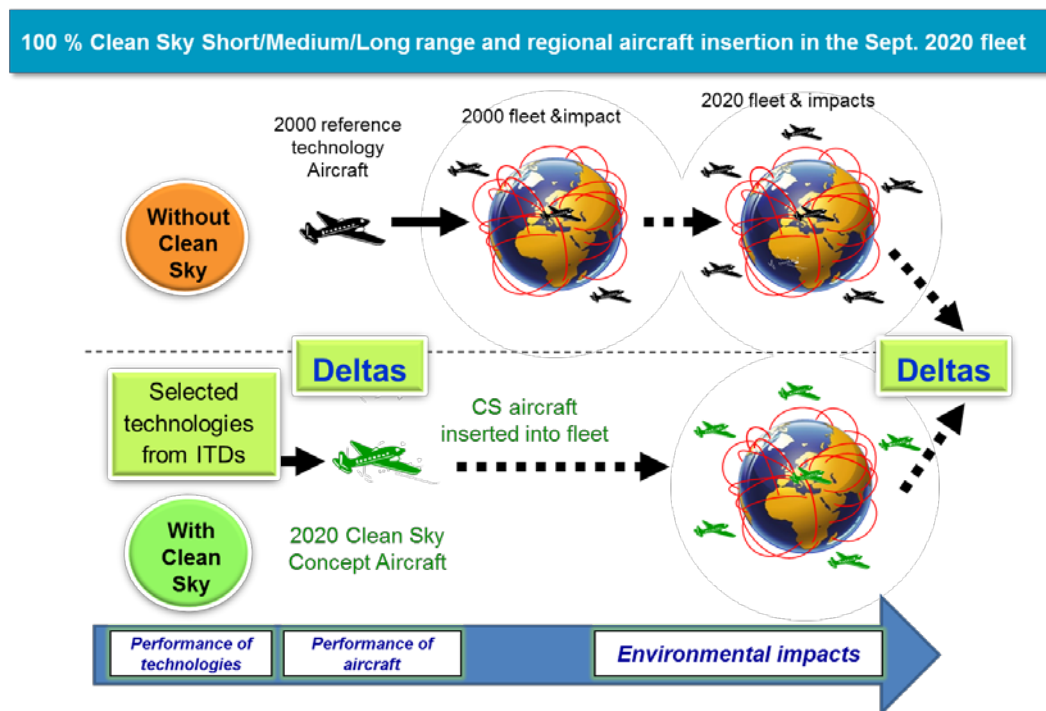 100 % Clean Sky Short/Medium/Long range and regional aircraft insertion in the Sept. 2020 fleet
2000 reference
technology
Aircraft
2000 fleet &impact
2020 fleet & impacts
Without
Clean
Sky
Deltas
Deltas
Selected
technologies
from ITDs
CS aircraft
inserted into fleet
With
Clean
Sky
2020 Clean Sky
Concept Aircraft
Performance of
technologies
Performance of
aircraft
Environmental impacts